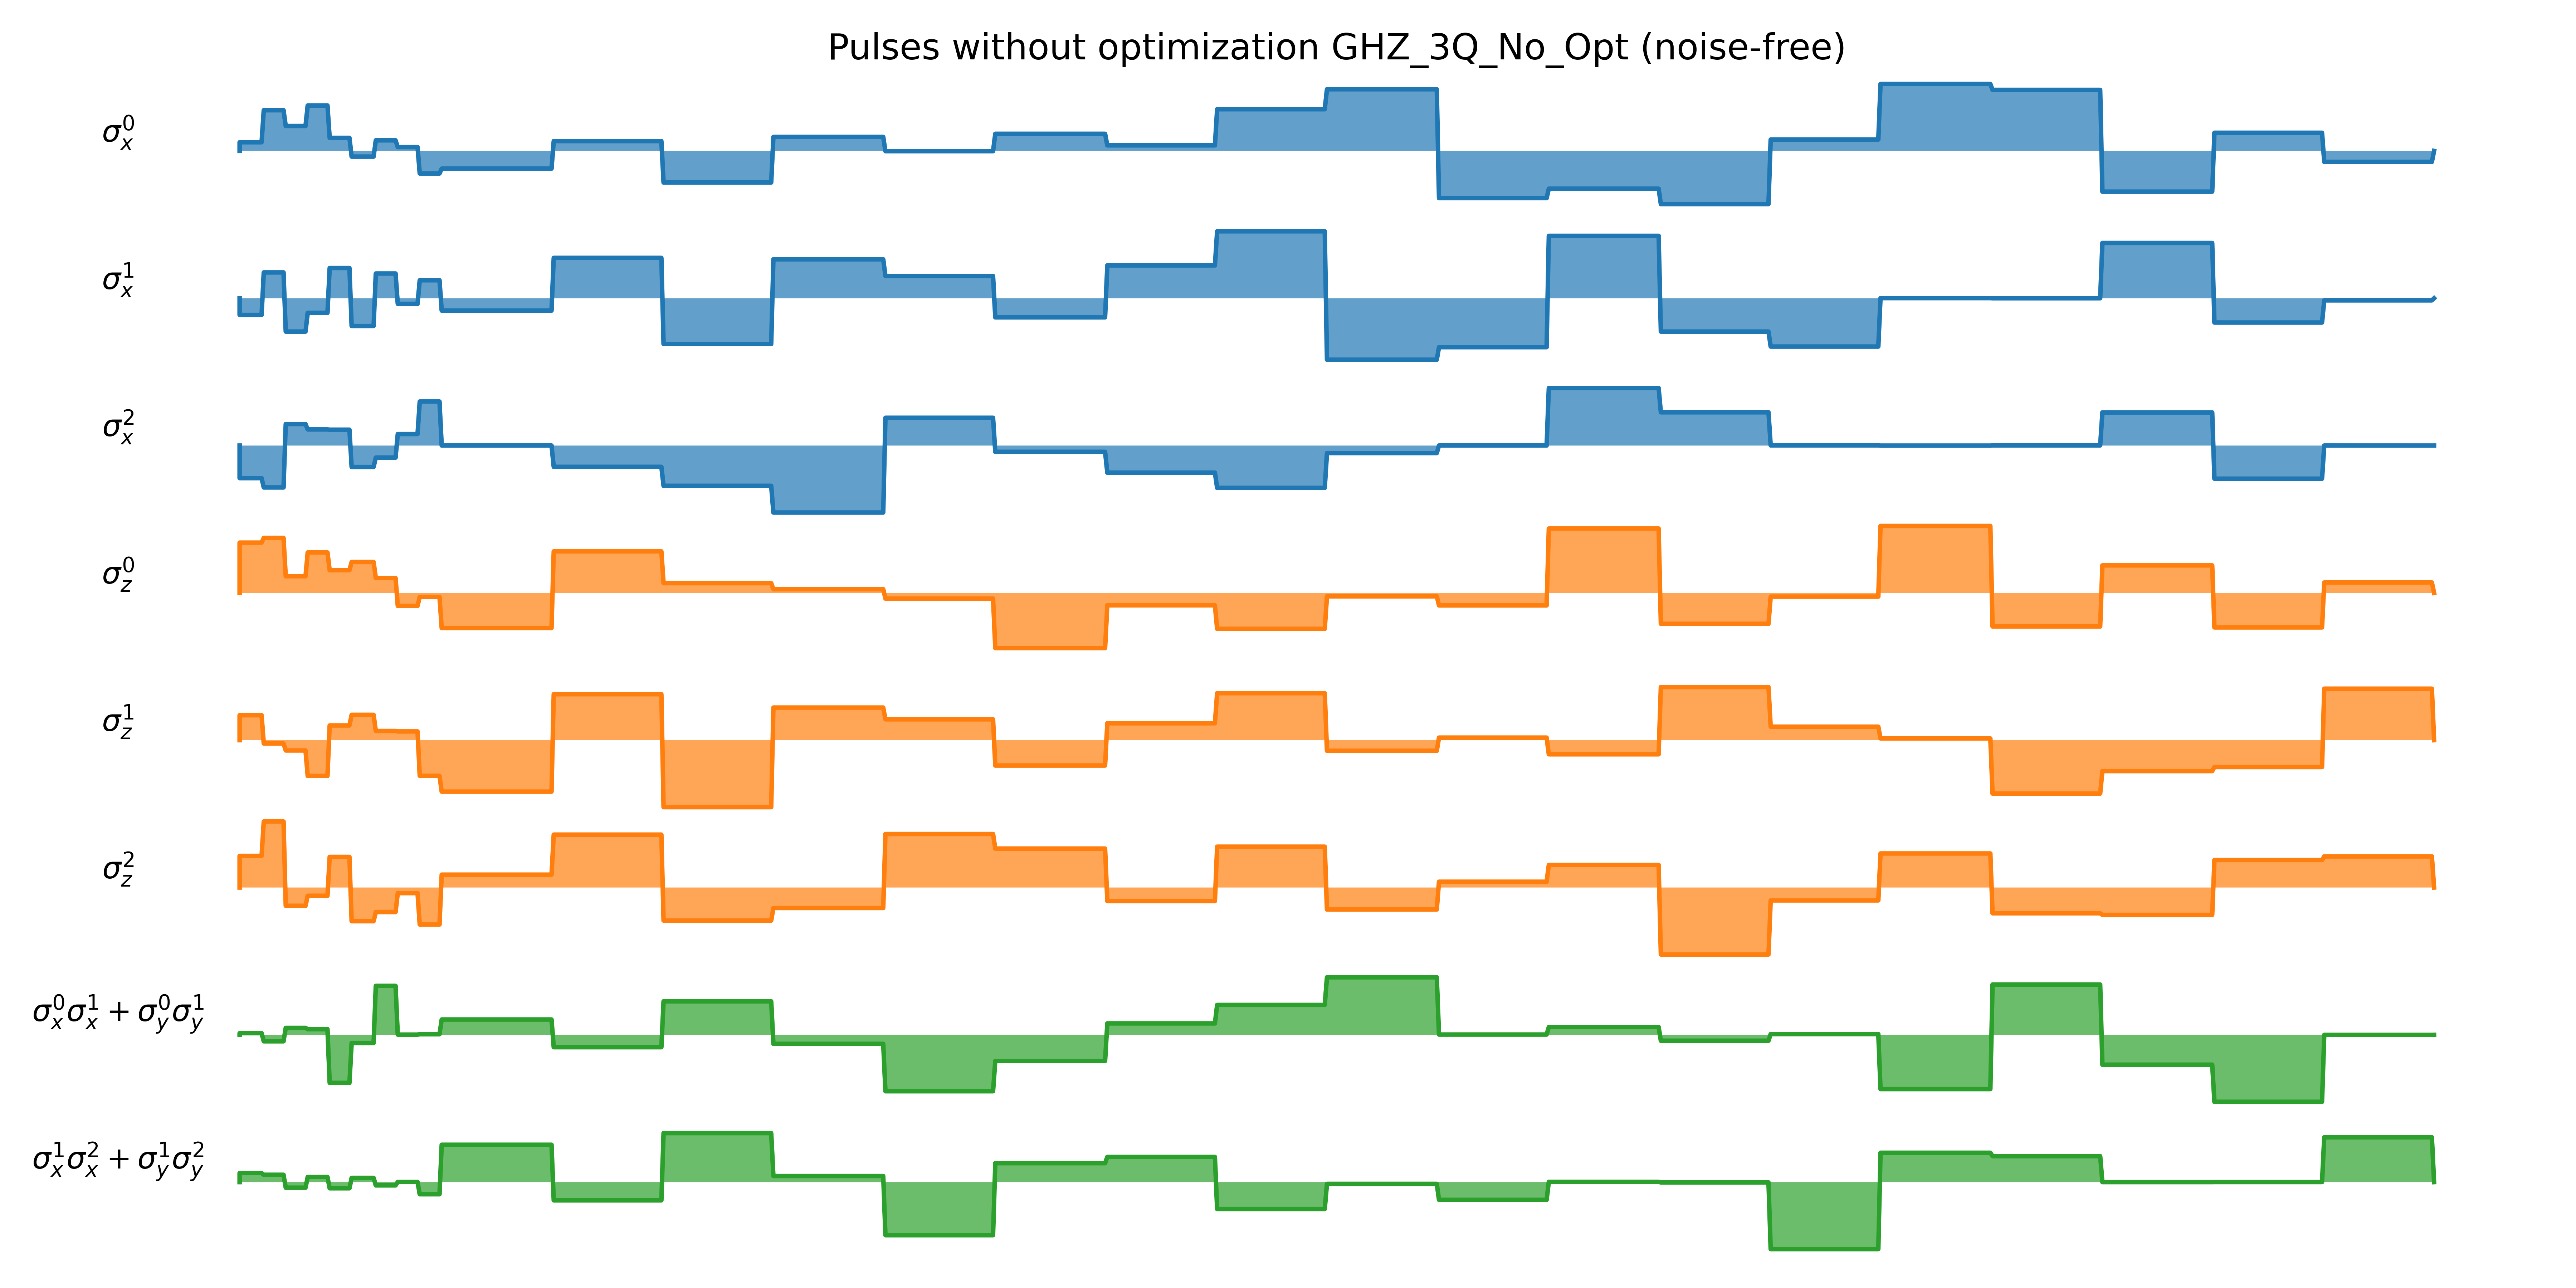 Pulses without optimization GHZ_3Q_No_Opt (noise-free)
σ_x^0
σ_x^1
σ_x^2
σ_z^0
σ_z^1
σ_z^2
σ_x^0σ_x^1 + σ_y^0σ_y^1
σ_x^1σ_x^2 + σ_y^1σ_y^2